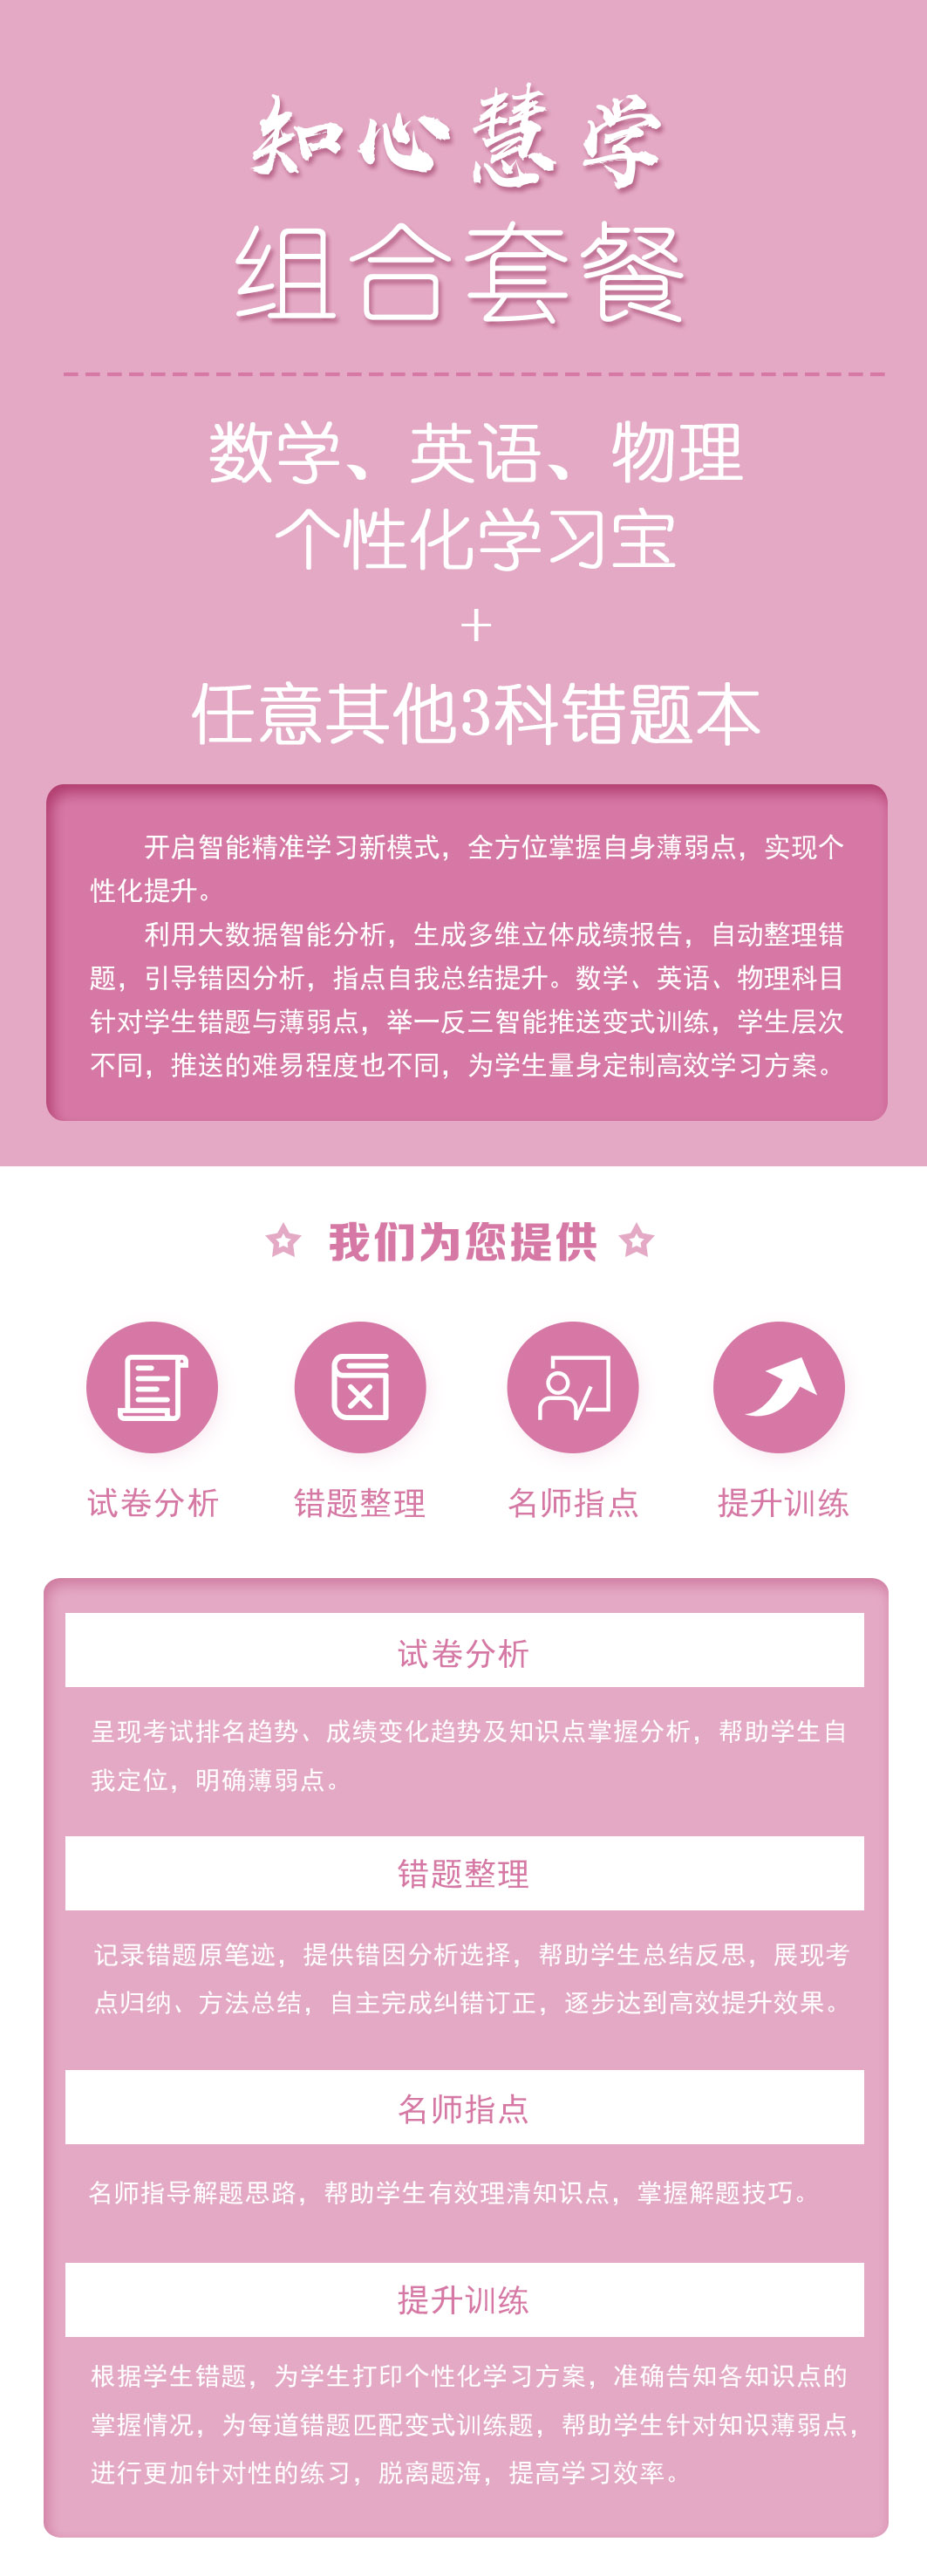 知心慧学
组合套餐
数学、英语、物理
个性化学习宝
+
任意其他3科错题本
开启智能精准学习新模式，全方位掌握自身薄弱点，实现个
性化提升。
利用大数据智能分析，生成多维立体成绩报告，自动整理错
题，引导错因分析，指点自我总结提升。数学、英语、物理科目
针对学生错题与薄弱点，举一反三智能推送变式训练，学生层次
不同，推送的难易程度也不同，为学生量身定制高效学习方案。
我们为您提供
试卷分析 错题整理 名师指点 提升训练
试卷分析
呈现考试排名趋势、成绩变化趋势及知识点掌握分析，帮助学生自
我定位，明确薄弱点。
错题整理
记录错题原笔迹，提供错因分析选择，帮助学生总结反思，展现考
点归纳、方法总结，自主完成纠错订正，逐步达到高效提升效果。
名师指点
名师指导解题思路，帮助学生有效理清知识点，掌握解题技巧。
提升训练
根据学生错题，为学生打印个性化学习方案，准确告知各知识点的
掌握情况，为每道错题匹配变式训练题，帮助学生针对知识薄弱点，
进行更加针对性的练习，脱离题海，提高学习效率。